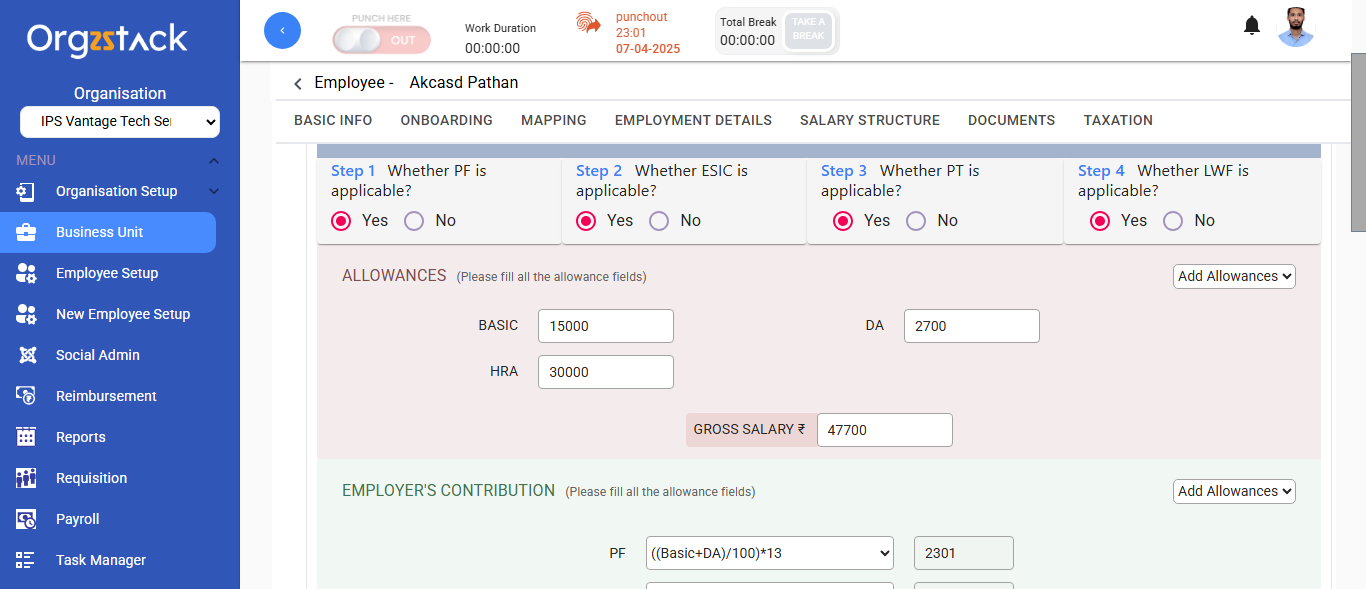 Orgzstack
Organisation
IPS Vantage Tech Ser
MENU
Organisation Setup
Business Unit
Employee Setup
New Employee Setup
Social Admin
Reimbursement
Reports
Requisition
Payroll
Task Manager
PUNCH HERE
OUT
Work Duration
00:00:00
punchout
23:01
07-04-2025
Total Break
00:00:00
TAKE A
BREAK
Employee - Akcasd Pathan
BASIC INFO ONBOARDING MAPPING EMPLOYMENT DETAILS SALARY STRUCTURE DOCUMENTS TAXATION
Step 1 Whether PF is
applicable?
Yes No
Step 2 Whether ESIC is
applicable?
Yes No
Step 3 Whether PT is
applicable?
Yes No
Step 4 Whether LWF is
applicable?
Yes No
ALLOWANCES (Please fill all the allowance fields) Add Allowances
BASIC 15000 DA 2700
HRA 30000
GROSS SALARY ₹ 47700
EMPLOYER'S CONTRIBUTION (Please fill all the allowance fields) Add Allowances
PF ((Basic+DA)/100)*13 2301